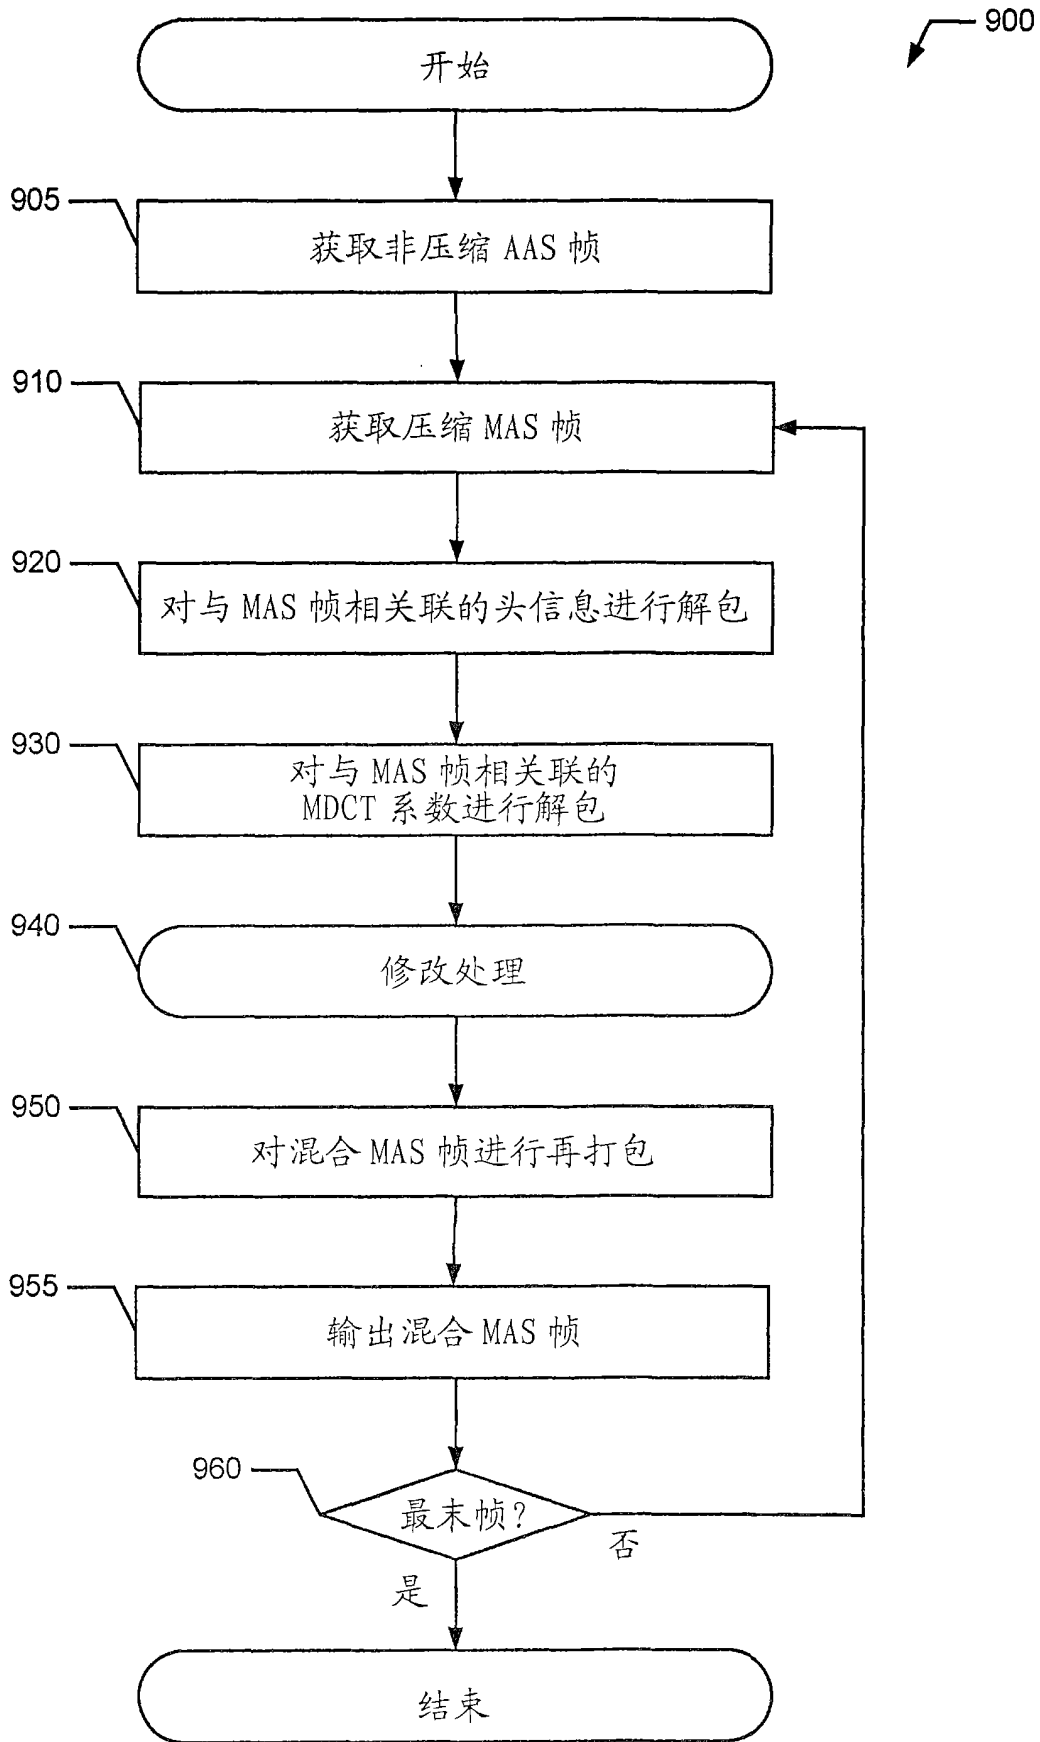 900
开始
905
获取非压缩 AAS 帧
910
获取压缩 MAS 帧
920
对与 MAS 帧相关联的头信息进行解包
930
对与 MAS 帧相关联的
MDCT 系数进行解包
940
修改处理
950
对混合 MAS 帧进行再打包
955
输出混合 MAS 帧
960
最末帧?
否
是
结束